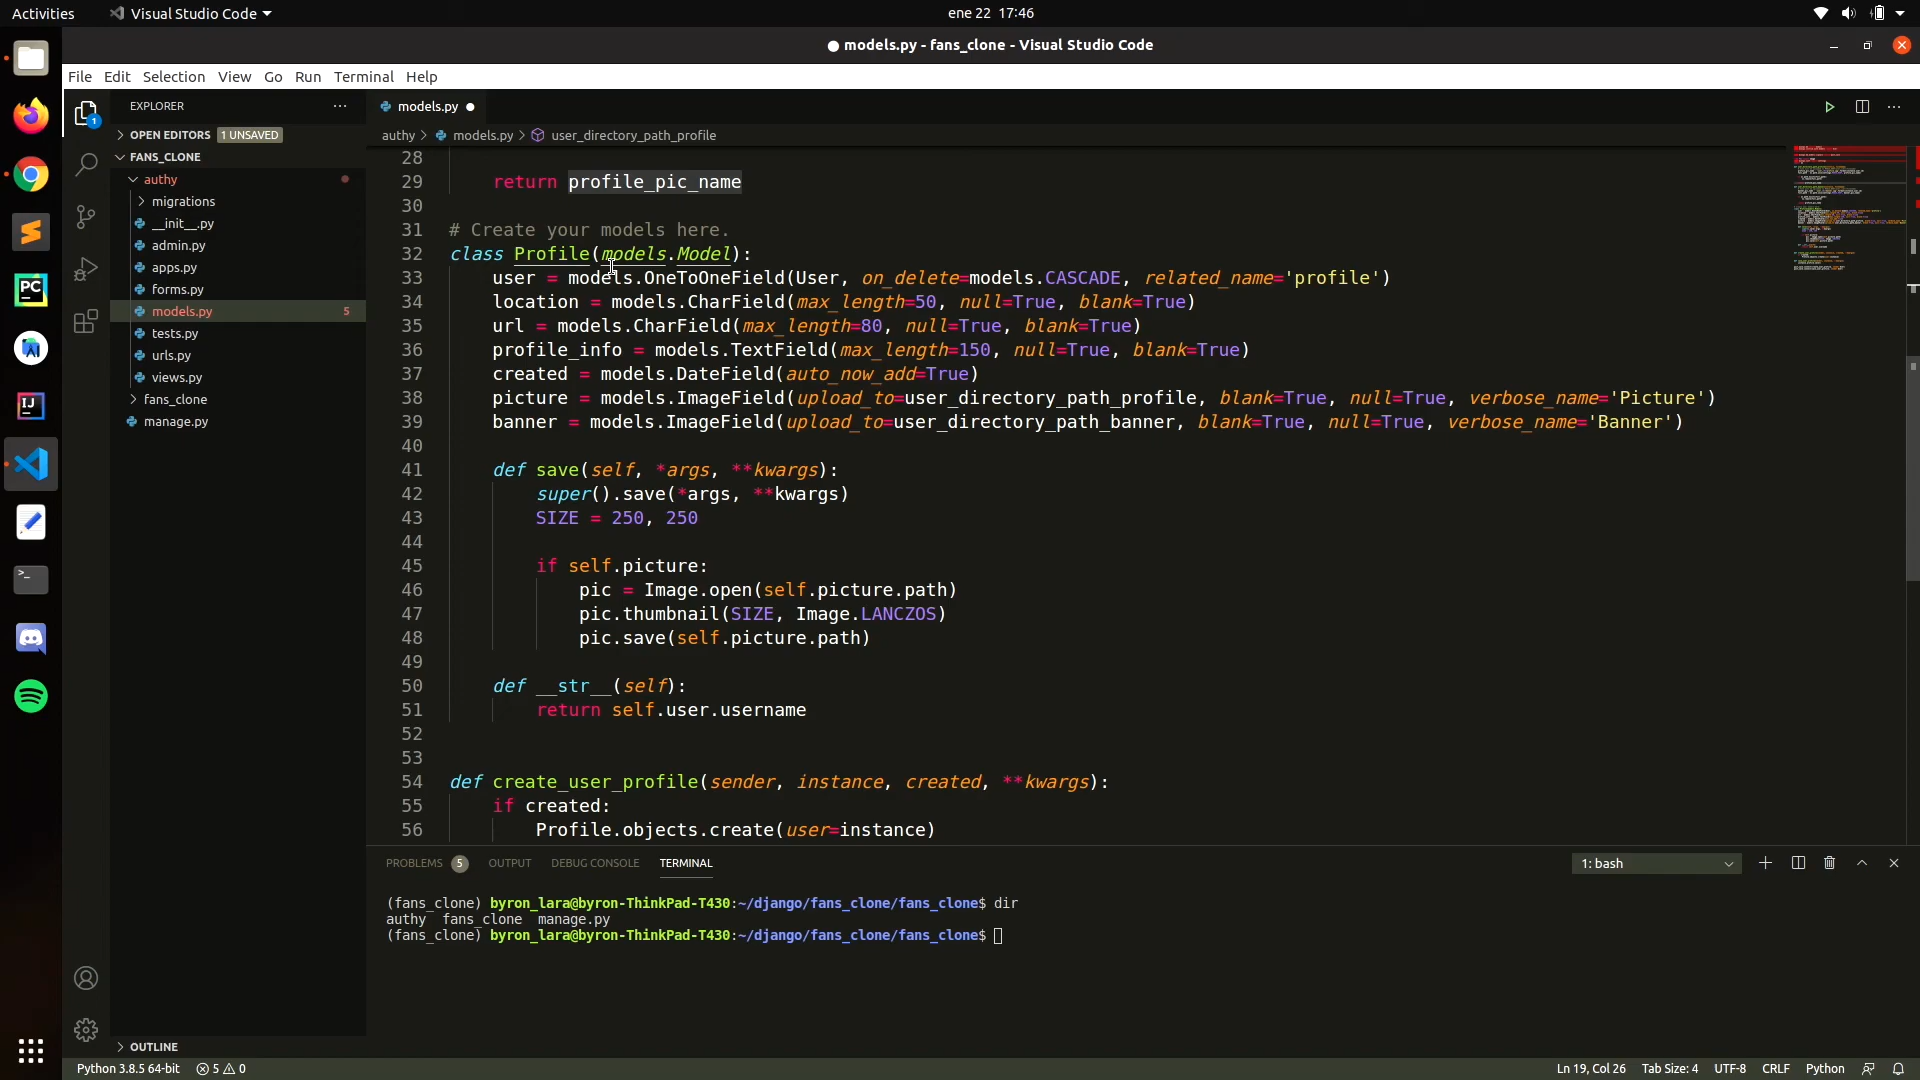 Activities
Visual Studio Code
ene 22 17:46
models.py - fans_clone - Visual Studio Code
File Edit Selection View Go Run Terminal Help
EXPLORER
OPEN EDITORS 1 UNSAVED
FANS_CLONE
authy
migrations
__init__.py
admin.py
apps.py
forms.py
models.py 5
tests.py
urls.py
views.py
fans_clone
manage.py
OUTLINE
1
models.py
authy > models.py > user_directory_path_profile
28
29 return profile_pic_name
30
31 # Create your models here.
32 class Profile(models.Model):
33 user = models.OneToOneField(User, on_delete=models.CASCADE, related_name='profile')
34 location = models.CharField(max_length=50, null=True, blank=True)
35 url = models.CharField(max_length=80, null=True, blank=True)
36 profile_info = models.TextField(max_length=150, null=True, blank=True)
37 created = models.DateField(auto_now_add=True)
38 picture = models.ImageField(upload_to=user_directory_path_profile, blank=True, null=True, verbose_name='Picture')
39 banner = models.ImageField(upload_to=user_directory_path_banner, blank=True, null=True, verbose_name='Banner')
40
41 def save(self, *args, **kwargs):
42 super().save(*args, **kwargs)
43 SIZE = 250, 250
44
45 if self.picture:
46 pic = Image.open(self.picture.path)
47 pic.thumbnail(SIZE, Image.LANCZOS)
48 pic.save(self.picture.path)
49
50 def __str__(self):
51 return self.user.username
52
53
54 def create_user_profile(sender, instance, created, **kwargs):
55 if created:
56 Profile.objects.create(user=instance)
PROBLEMS 5 OUTPUT DEBUG CONSOLE TERMINAL
1: bash
(fans_clone) byron_lara@byron-ThinkPad-T430:~/django/fans_clone/fans_clone$ dir
authy fans_clone manage.py
(fans_clone) byron_lara@byron-ThinkPad-T430:~/django/fans_clone/fans_clone$
Python 3.8.5 64-bit 5 0
Ln 19, Col 26 Tab Size: 4 UTF-8 CRLF Python
PC
IJ